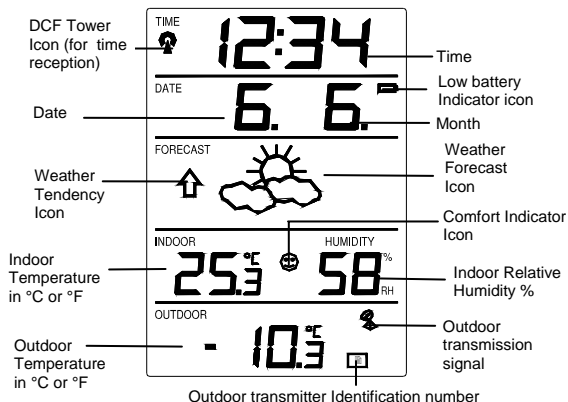 DCF Tower
Icon (for time
reception)
TIME
12:34
Time
DATE
6. 6.
Low battery
Indicator icon
Date
Month
FORECAST
Weather
Tendency
Icon
Weather
Forecast
Icon
Comfort Indicator
Icon
INDOOR
HUMIDITY
25.3 °C
58 % RH
Indoor
Temperature
in °C or °F
Indoor Relative
Humidity %
OUTDOOR
- 10.3 °C
Outdoor
Temperature
in °C or °F
Outdoor
transmission
signal
Outdoor transmitter Identification number